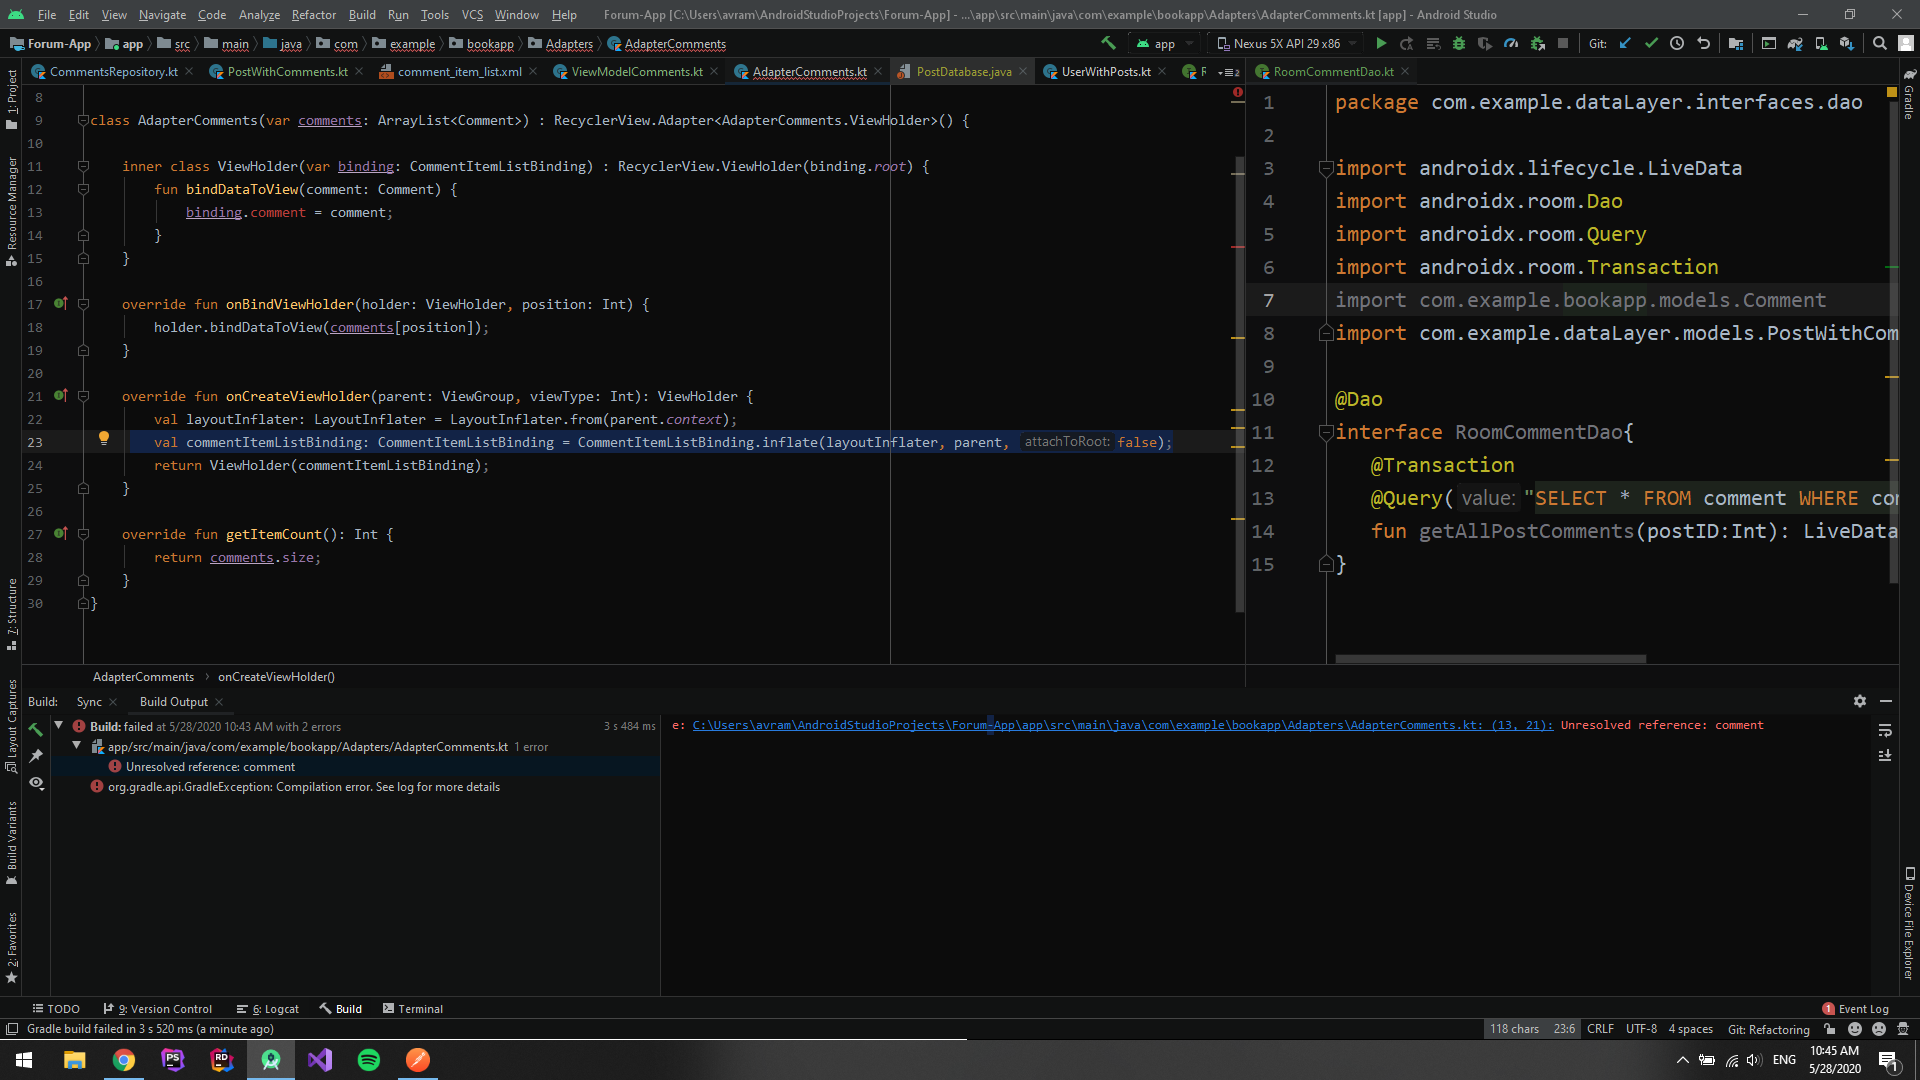 File Edit View Navigate Code Analyze Refactor Build Run Tools VCS Window Help Forum-App [C:\Users\avram\AndroidStudioProjects\Forum-App] - ...\app\src\main\java\com\example\bookapp\Adapters\AdapterComments.kt [app] - Android Studio
Forum-App app src main java com example bookapp Adapters AdapterComments app Nexus 5X API 29 x86 Git:
CommentsRepository.kt PostWithComments.kt comment_item_list.xml ViewModelComments.kt AdapterComments.kt PostDatabase.java UserWithPosts.kt RoomCommentDao.kt
8
9 class AdapterComments(var comments: ArrayList<Comment>) : RecyclerView.Adapter<AdapterComments.ViewHolder>() {
10
11 inner class ViewHolder(var binding: CommentItemListBinding) : RecyclerView.ViewHolder(binding.root) {
12 fun bindDataToView(comment: Comment) {
13 binding.comment = comment;
14 }
15 }
16
17 override fun onBindViewHolder(holder: ViewHolder, position: Int) {
18 holder.bindDataToView(comments[position]);
19 }
20
21 override fun onCreateViewHolder(parent: ViewGroup, viewType: Int): ViewHolder {
22 val layoutInflater: LayoutInflater = LayoutInflater.from(parent.context);
23 val commentItemListBinding: CommentItemListBinding = CommentItemListBinding.inflate(layoutInflater, parent, attachToRoot: false);
24 return ViewHolder(commentItemListBinding);
25 }
26
27 override fun getItemCount(): Int {
28 return comments.size;
29 }
30 }
AdapterComments onCreateViewHolder()
1 package com.example.dataLayer.interfaces.dao
2
3 import androidx.lifecycle.LiveData
4 import androidx.room.Dao
5 import androidx.room.Query
6 import androidx.room.Transaction
7 import com.example.bookapp.models.Comment
8 import com.example.dataLayer.models.PostWithCom
9
10 @Dao
11 interface RoomCommentDao{
12 @Transaction
13 @Query( value: "SELECT * FROM comment WHERE co
14 fun getAllPostComments(postID:Int): LiveData
15 }
1: Project
Resource Manager
7: Structure
Layout Captures
Build Variants
2: Favorites
Gradle
Device File Explorer
Build: Sync Build Output
Build: failed at 5/28/2020 10:43 AM with 2 errors 3 s 484 ms
app/src/main/java/com/example/bookapp/Adapters/AdapterComments.kt 1 error
Unresolved reference: comment
org.gradle.api.GradleException: Compilation error. See log for more details
e: C:\Users\avram\AndroidStudioProjects\Forum-App\app\src\main\java\com\example\bookapp\Adapters\AdapterComments.kt: (13, 21): Unresolved reference: comment
TODO 9: Version Control 6: Logcat Build Terminal 1 Event Log
Gradle build failed in 3 s 520 ms (a minute ago) 118 chars 23:6 CRLF UTF-8 4 spaces Git: Refactoring
PS RD ENG 10:45 AM
5/28/2020 1